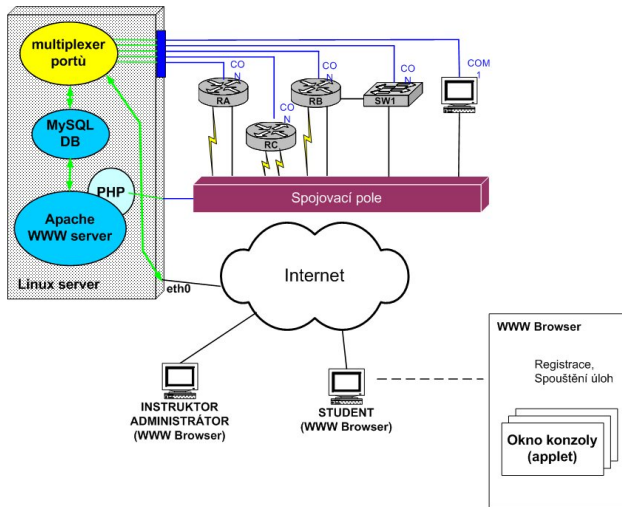 multiplexer
portù
MySQL
DB
PHP
Apache
WWW server
Linux server
eth0
CO
N
RA
CO
N
RC
CO
N
RB
CO
N
SW1
COM
1
Spojovací pole
Internet
INSTRUKTOR
ADMINISTRÁTOR
(WWW Browser)
STUDENT
(WWW Browser)
WWW Browser
Registrace,
Spouštění úloh
Okno konzoly
(applet)